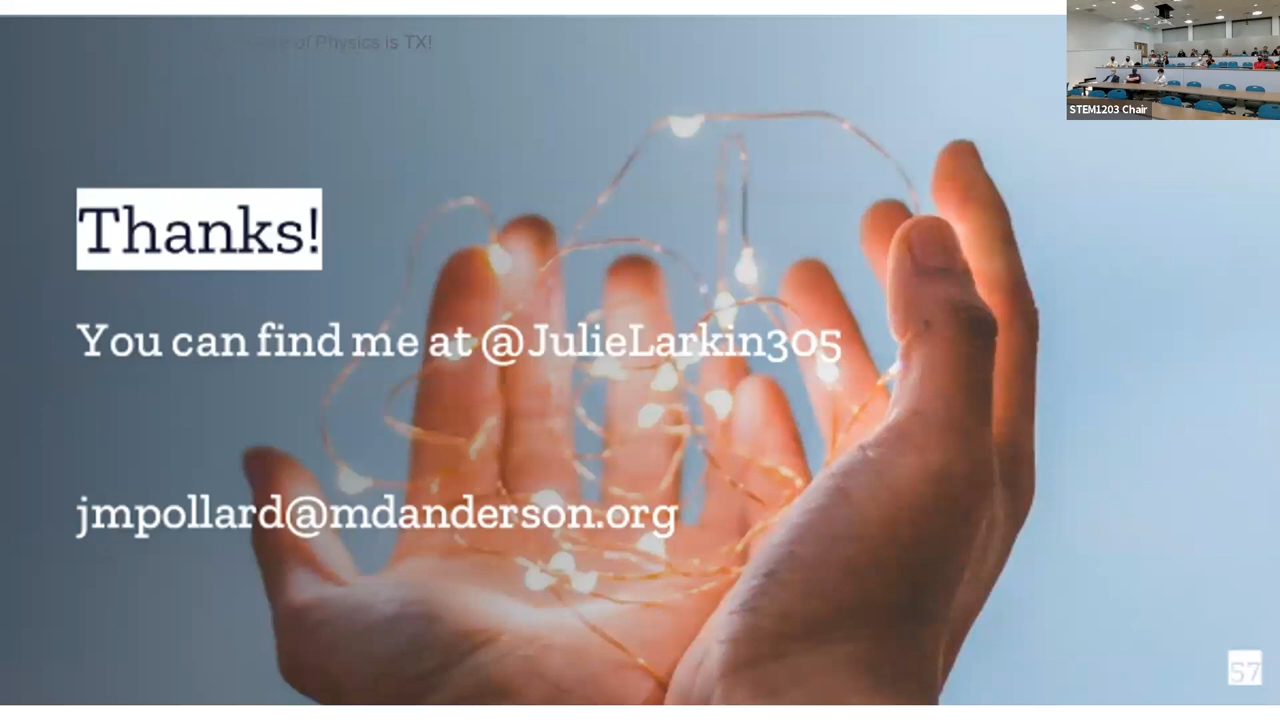 of Physics is TX!
STEM1203 Chair
Thanks!
You can find me at @JulieLarkin305
jmpollard@mdanderson.org
57